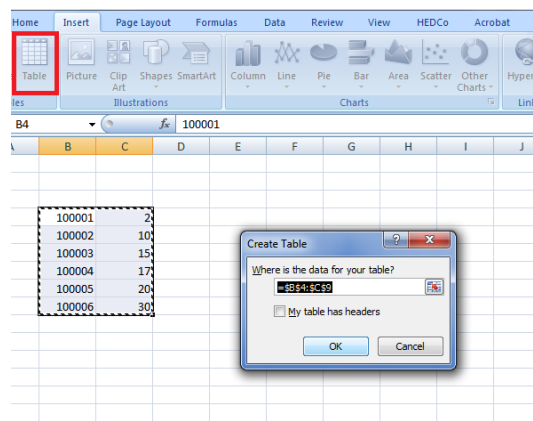 Home Insert Page Layout Formulas Data Review View HEDCo Acrobat
Table Picture Clip Art Shapes SmartArt Column Line Pie Bar Area Scatter Other Charts
Illustrations Charts
B4 fx 100001
B C D E F G H I J
100001 2
100002 10
100003 15
100004 17
100005 20
100006 30
Create Table
Where is the data for your table?
=$B$4:$C$9
My table has headers
OK Cancel